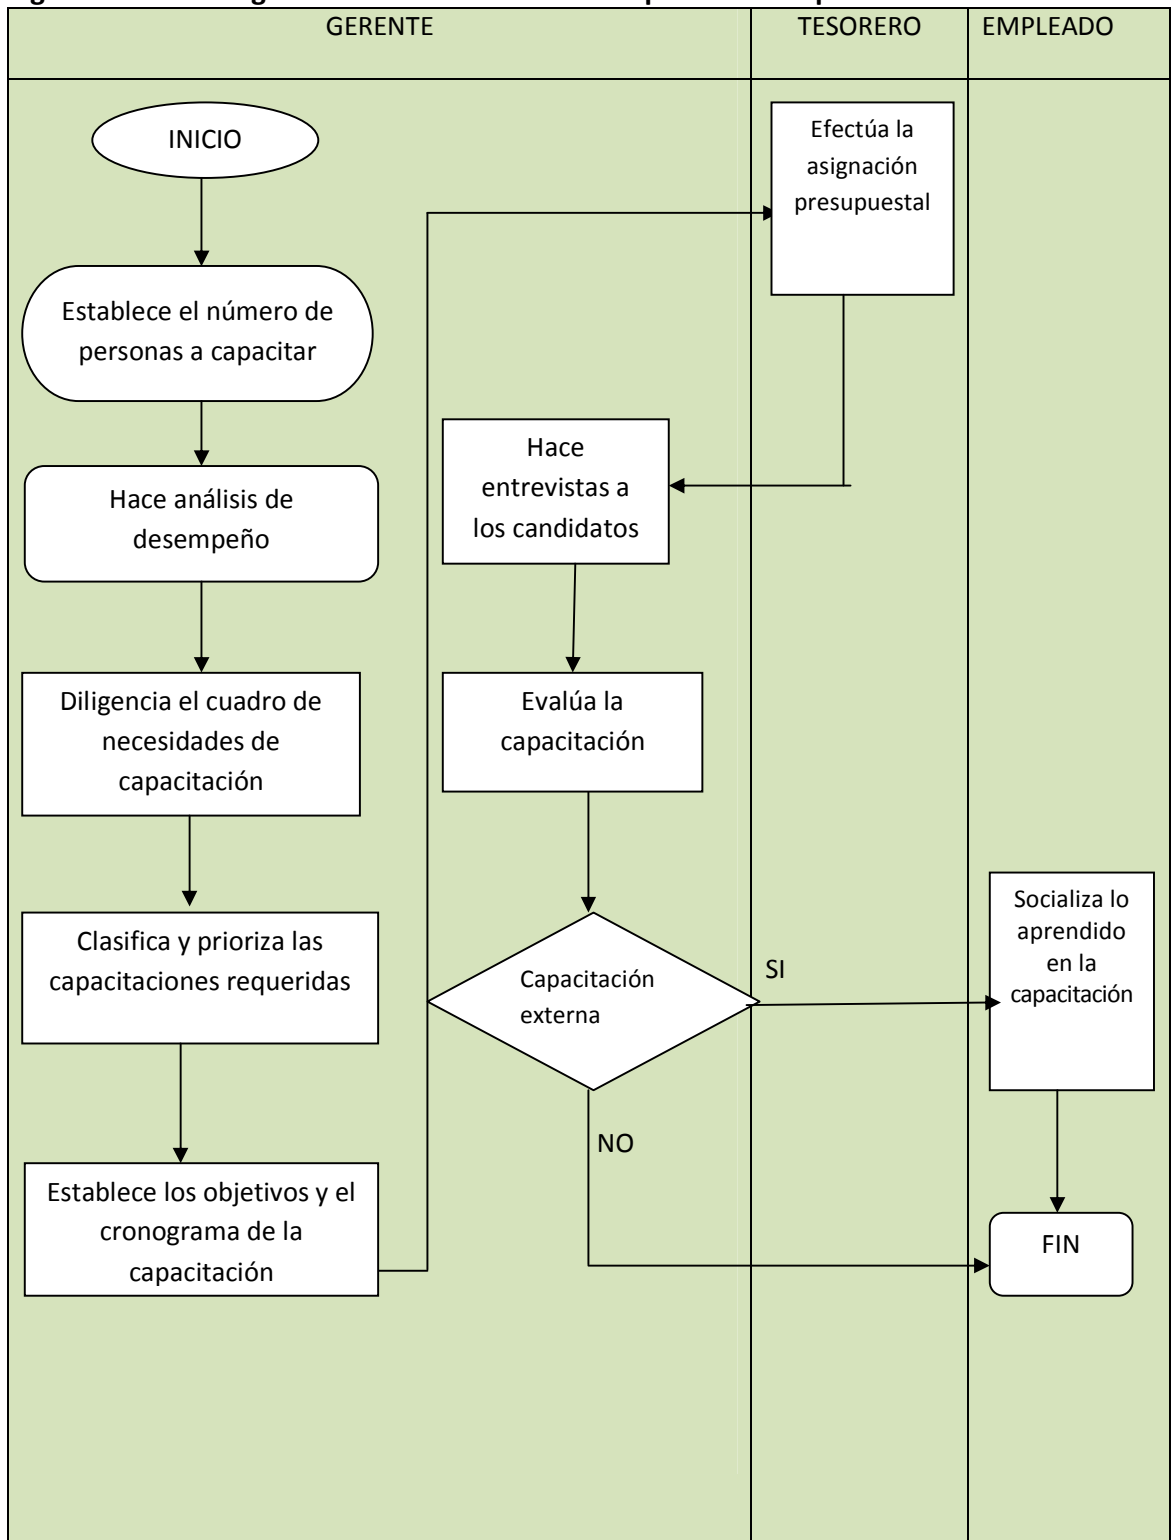 GERENTE
TESORERO
EMPLEADO
INICIO
Establece el número de
personas a capacitar
Hace análisis de
desempeño
Diligencia el cuadro de
necesidades de
capacitación
Clasifica y prioriza las
capacitaciones requeridas
Establece los objetivos y el
cronograma de la
capacitación
Efectúa la
asignación
presupuestal
Hace
entrevistas a
los candidatos
Evalúa la
capacitación
Capacitación
externa
SI
NO
Socializa lo
aprendido
en la
capacitación
FIN